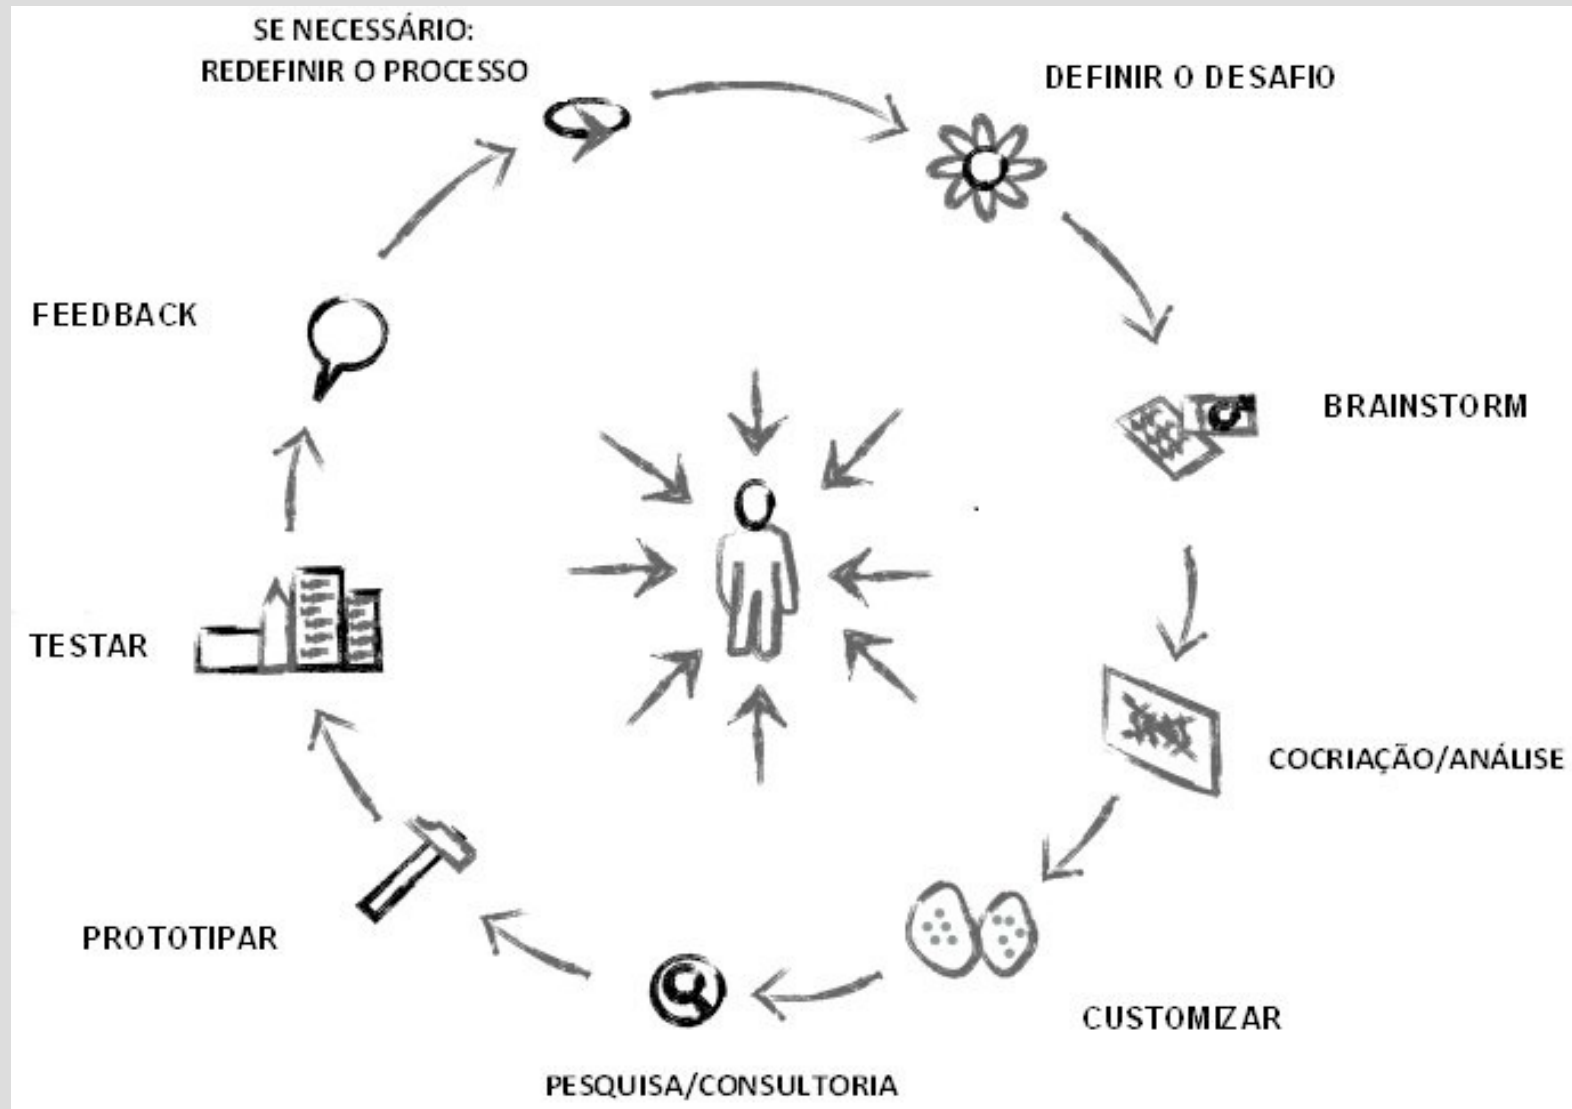 SE NECESSÁRIO:
REDEFINIR O PROCESSO
DEFINIR O DESAFIO
BRAINSTORM
COCRIAÇÃO/ANÁLISE
CUSTOMIZAR
PESQUISA/CONSULTORIA
PROTOTIPAR
TESTAR
FEEDBACK